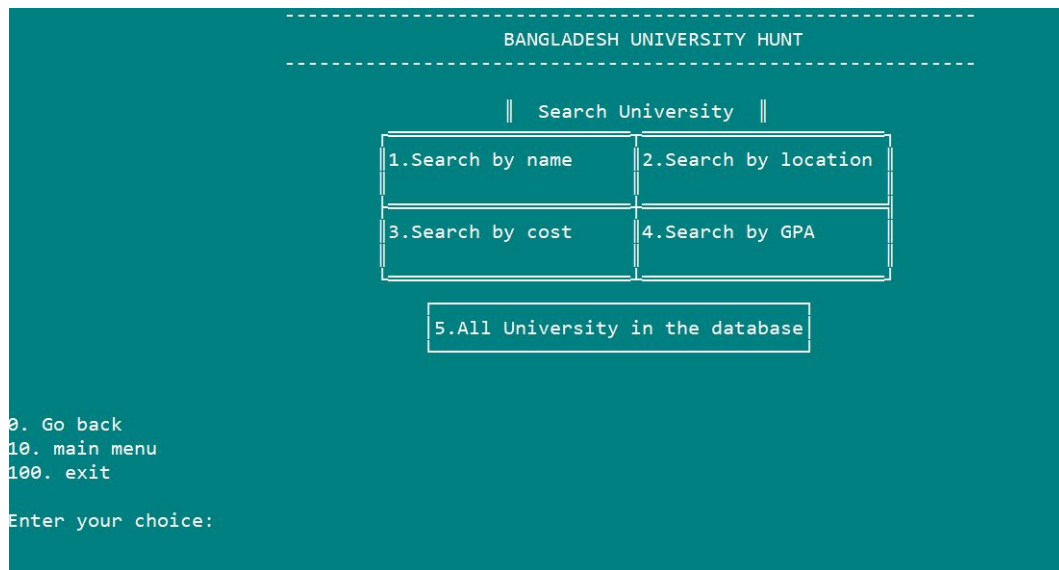 BANGLADESH UNIVERSITY HUNT
Search University
1.Search by name 2.Search by location
3.Search by cost 4.Search by GPA
5.All University in the database
0. Go back
10. main menu
100. exit
Enter your choice: